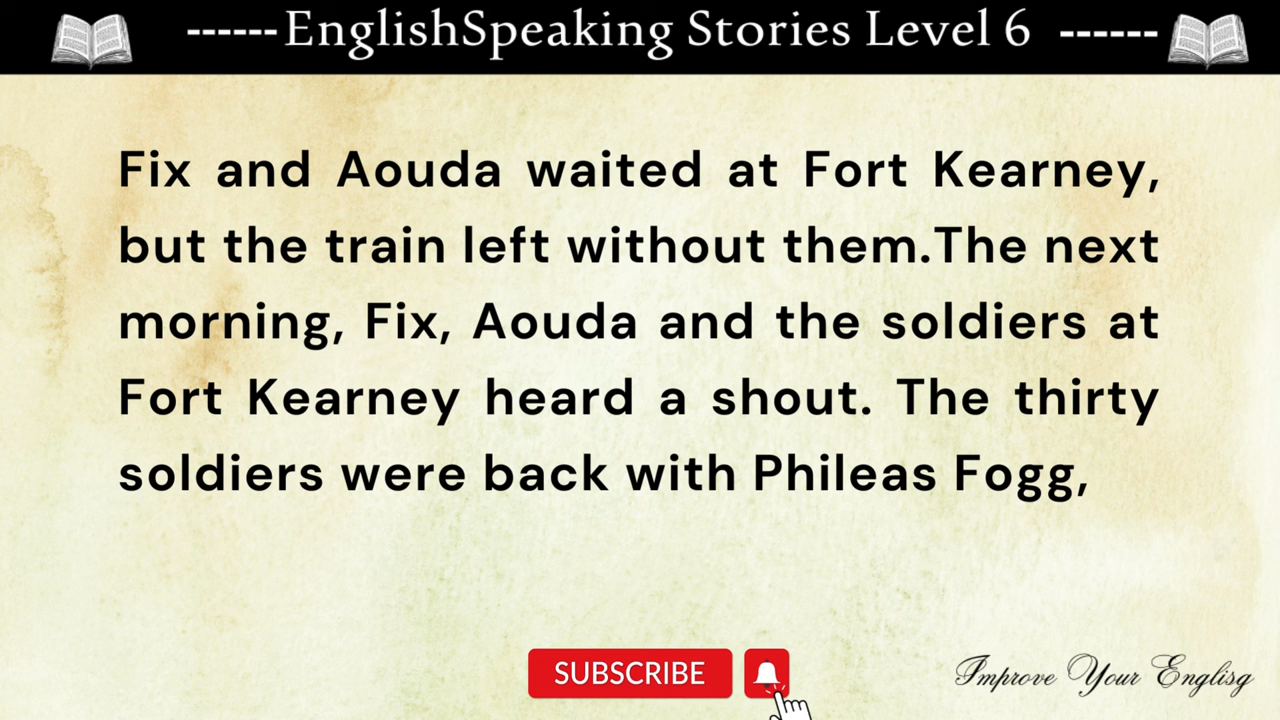 ------EnglishSpeaking Stories Level 6 ------
Fix and Aouda waited at Fort Kearney,
but the train left without them.The next
morning, Fix, Aouda and the soldiers at
Fort Kearney heard a shout. The thirty
soldiers were back with Phileas Fogg,
SUBSCRIBE
Improve Your Englisg